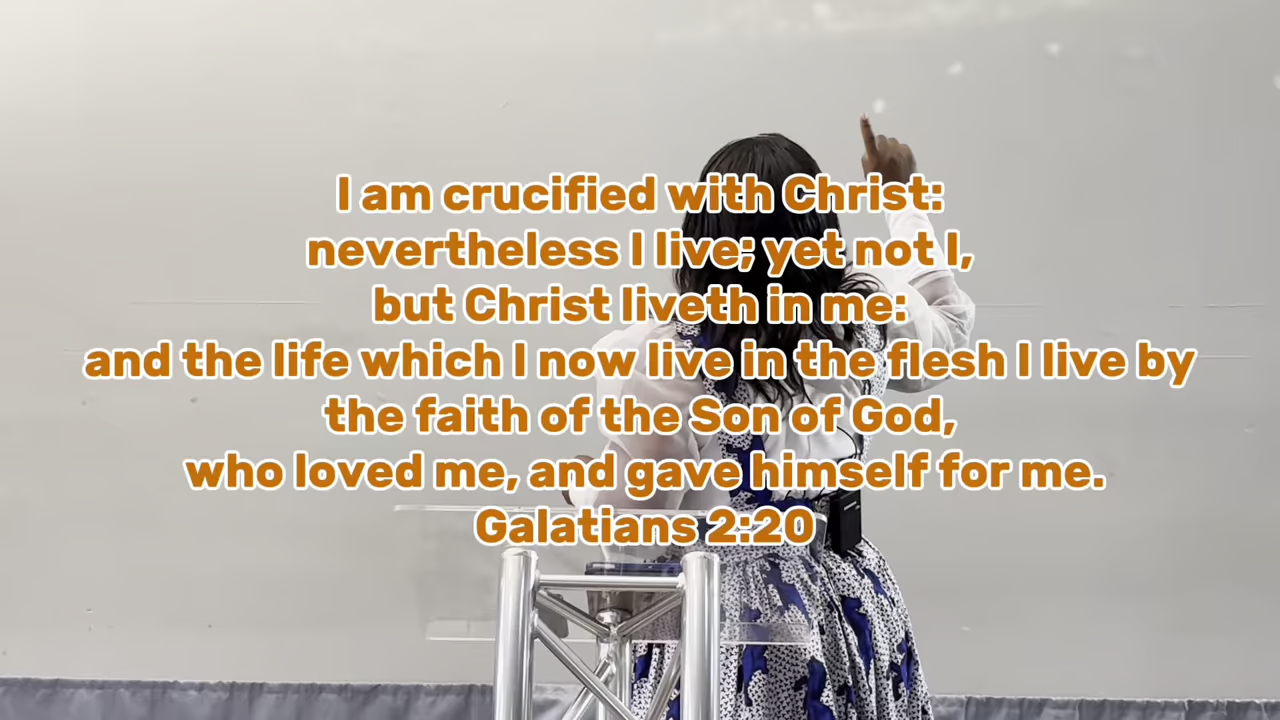 I am crucified with Christ:
nevertheless I live; yet not I,
but Christ liveth in me:
and the life which I now live in the flesh I live by
the faith of the Son of God,
who loved me, and gave himself for me.
Galatians 2:20